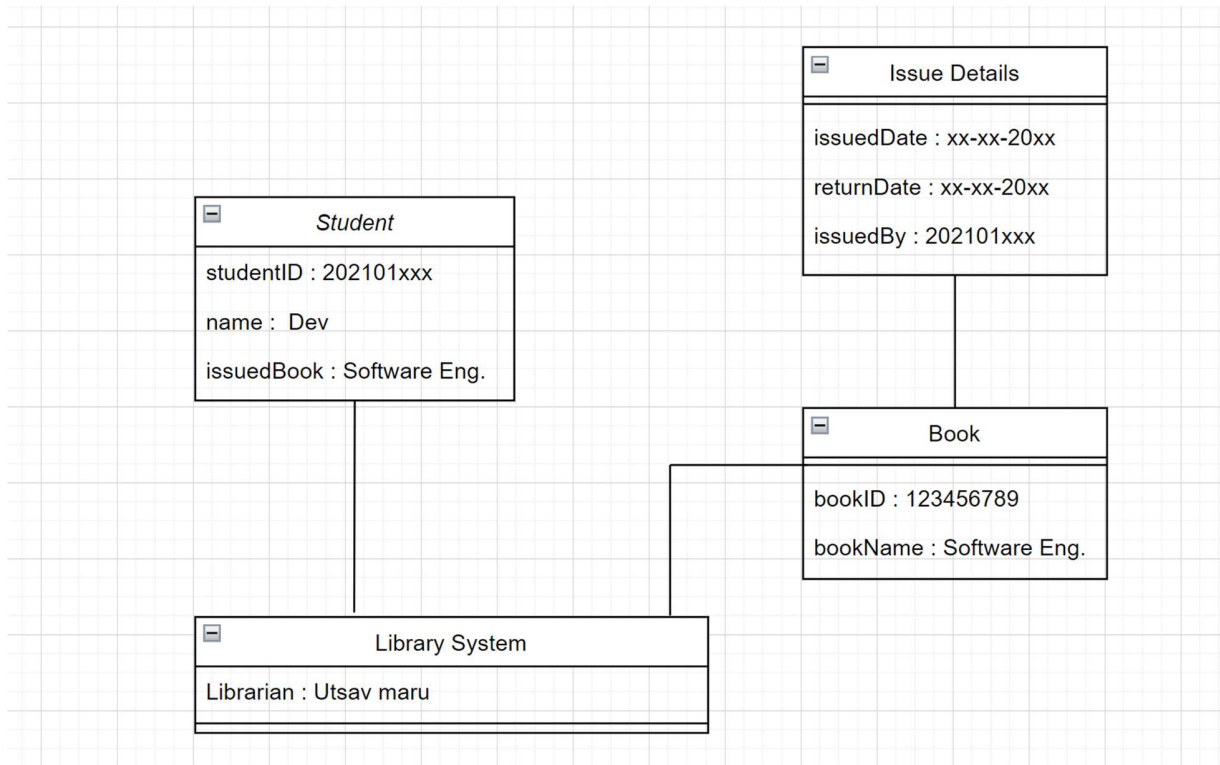 Issue Details
issuedDate : xx-xx-20xx
returnDate : xx-xx-20xx
issuedBy : 202101xxx
Student
studentID : 202101xxx
name :  Dev
issuedBook : Software Eng.
Book
bookID : 123456789
bookName : Software Eng.
Library System
Librarian : Utsav maru